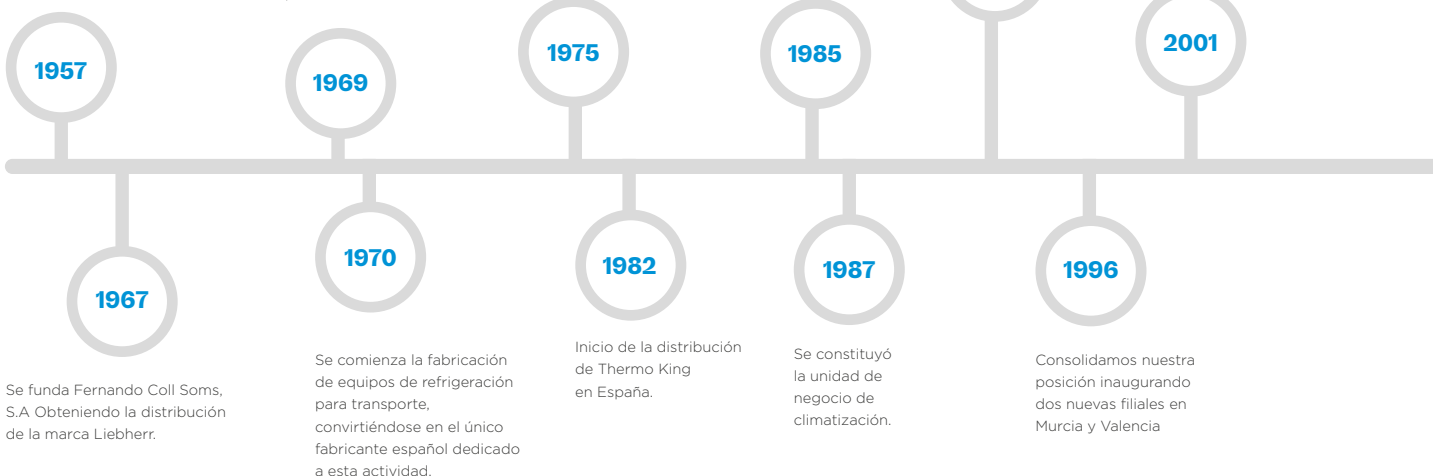 1957
1969
1975
1985
2001
1967
1970
1982
1987
1996
Se funda Fernando Coll Soms,
S.A Obteniendo la distribución
de la marca Liebherr.
Se comienza la fabricación
de equipos de refrigeración
para transporte,
convirtiéndose en el único
fabricante español dedicado
a esta actividad.
Inicio de la distribución
de Thermo King
en España.
Se constituyó
la unidad de
negocio de
climatización.
Consolidamos nuestra
posición inaugurando
dos nuevas filiales en
Murcia y Valencia